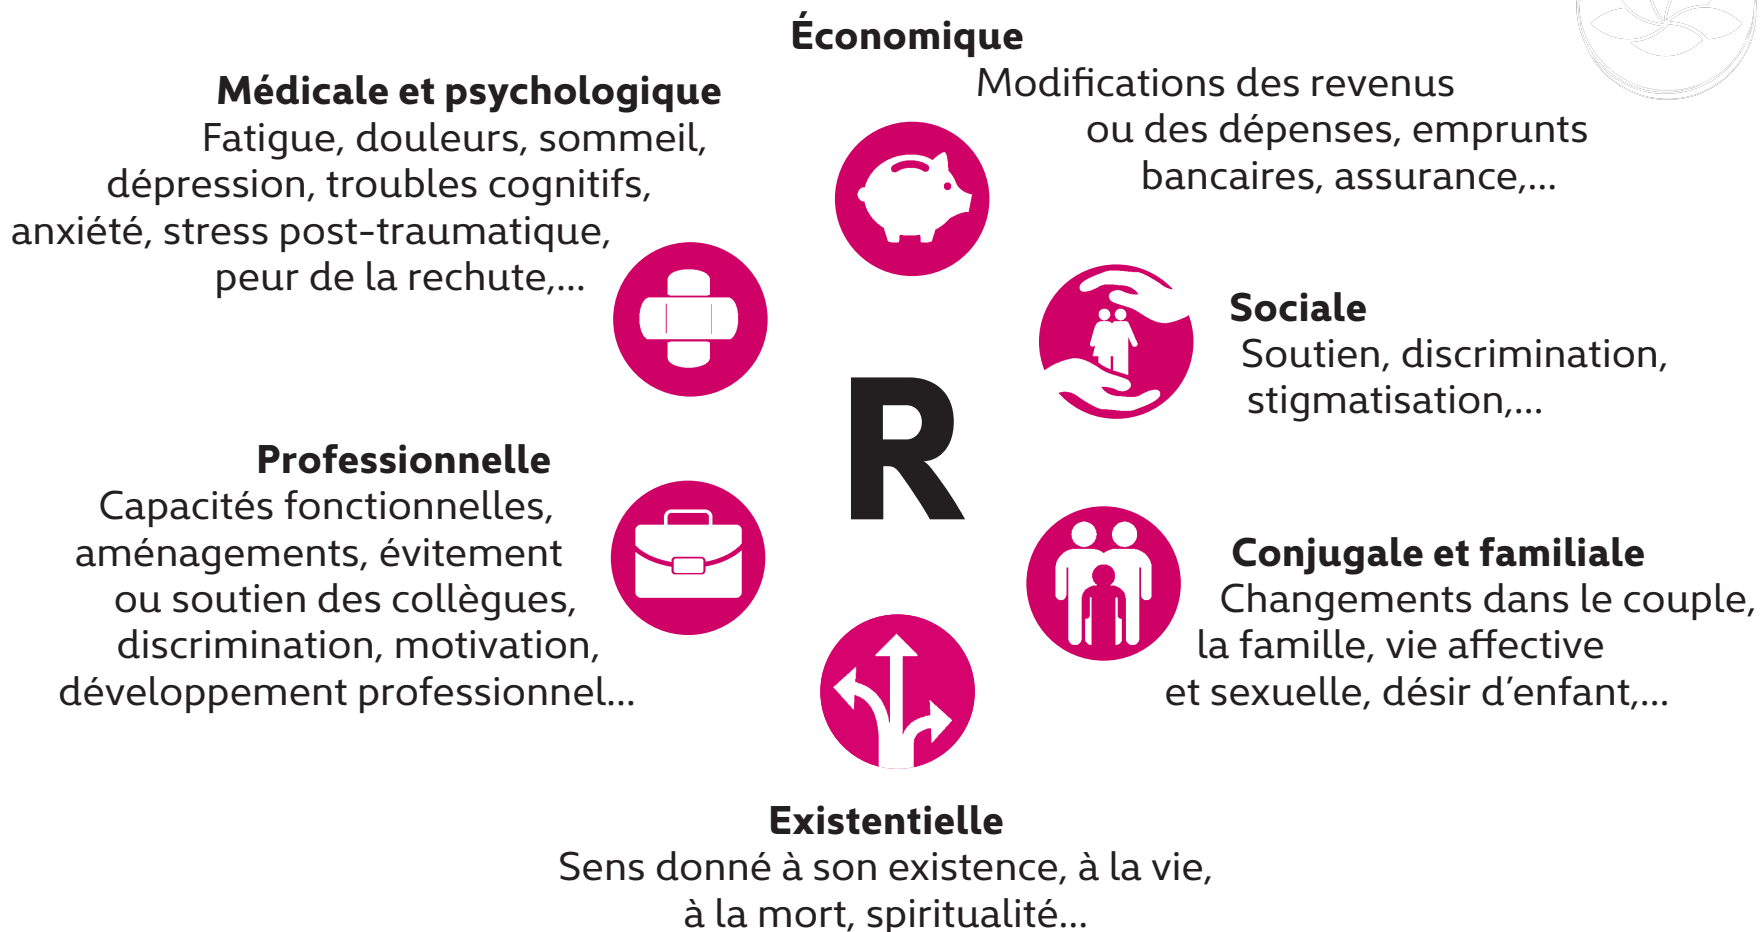 Économique
Modifications des revenus
ou des dépenses, emprunts
bancaires, assurance,...
Médicale et psychologique
Fatigue, douleurs, sommeil,
dépression, troubles cognitifs,
anxiété, stress post-traumatique,
peur de la rechute,...
Sociale
Soutien, discrimination,
stigmatisation,...
R
Professionnelle
Capacités fonctionnelles,
aménagements, évitement
ou soutien des collègues,
discrimination, motivation,
développement professionnel...
Conjugale et familiale
Changements dans le couple,
la famille, vie affective
et sexuelle, désir d’enfant,...
Existentielle
Sens donné à son existence, à la vie,
à la mort, spiritualité...